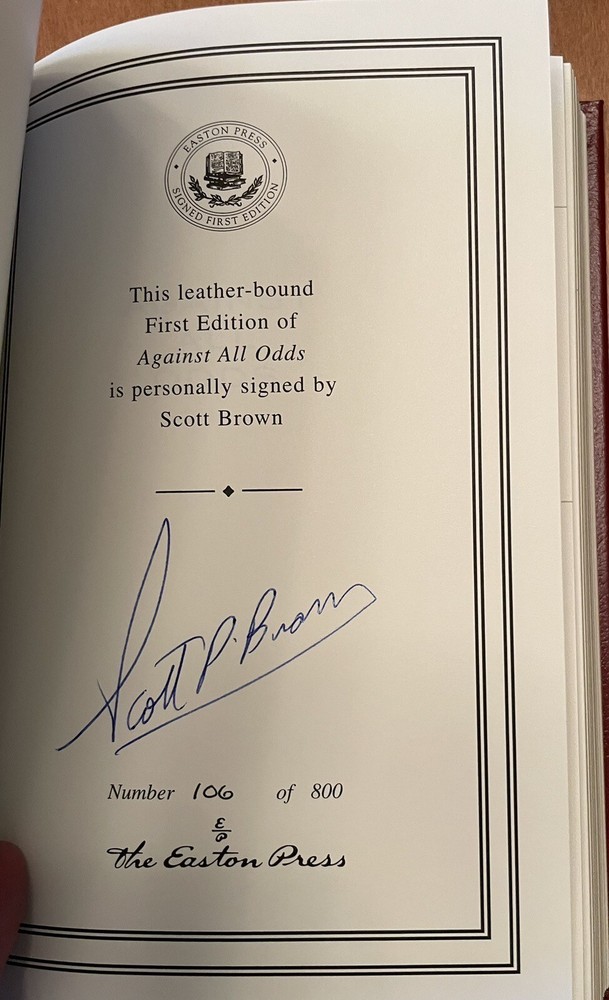 EASTON PRESS
SIGNED FIRST EDITION
This leather-bound
First Edition of
Against All Odds
is personally signed by
Scott Brown
Scott P. Brown
Number 106 of 800
E
P
The Easton Press